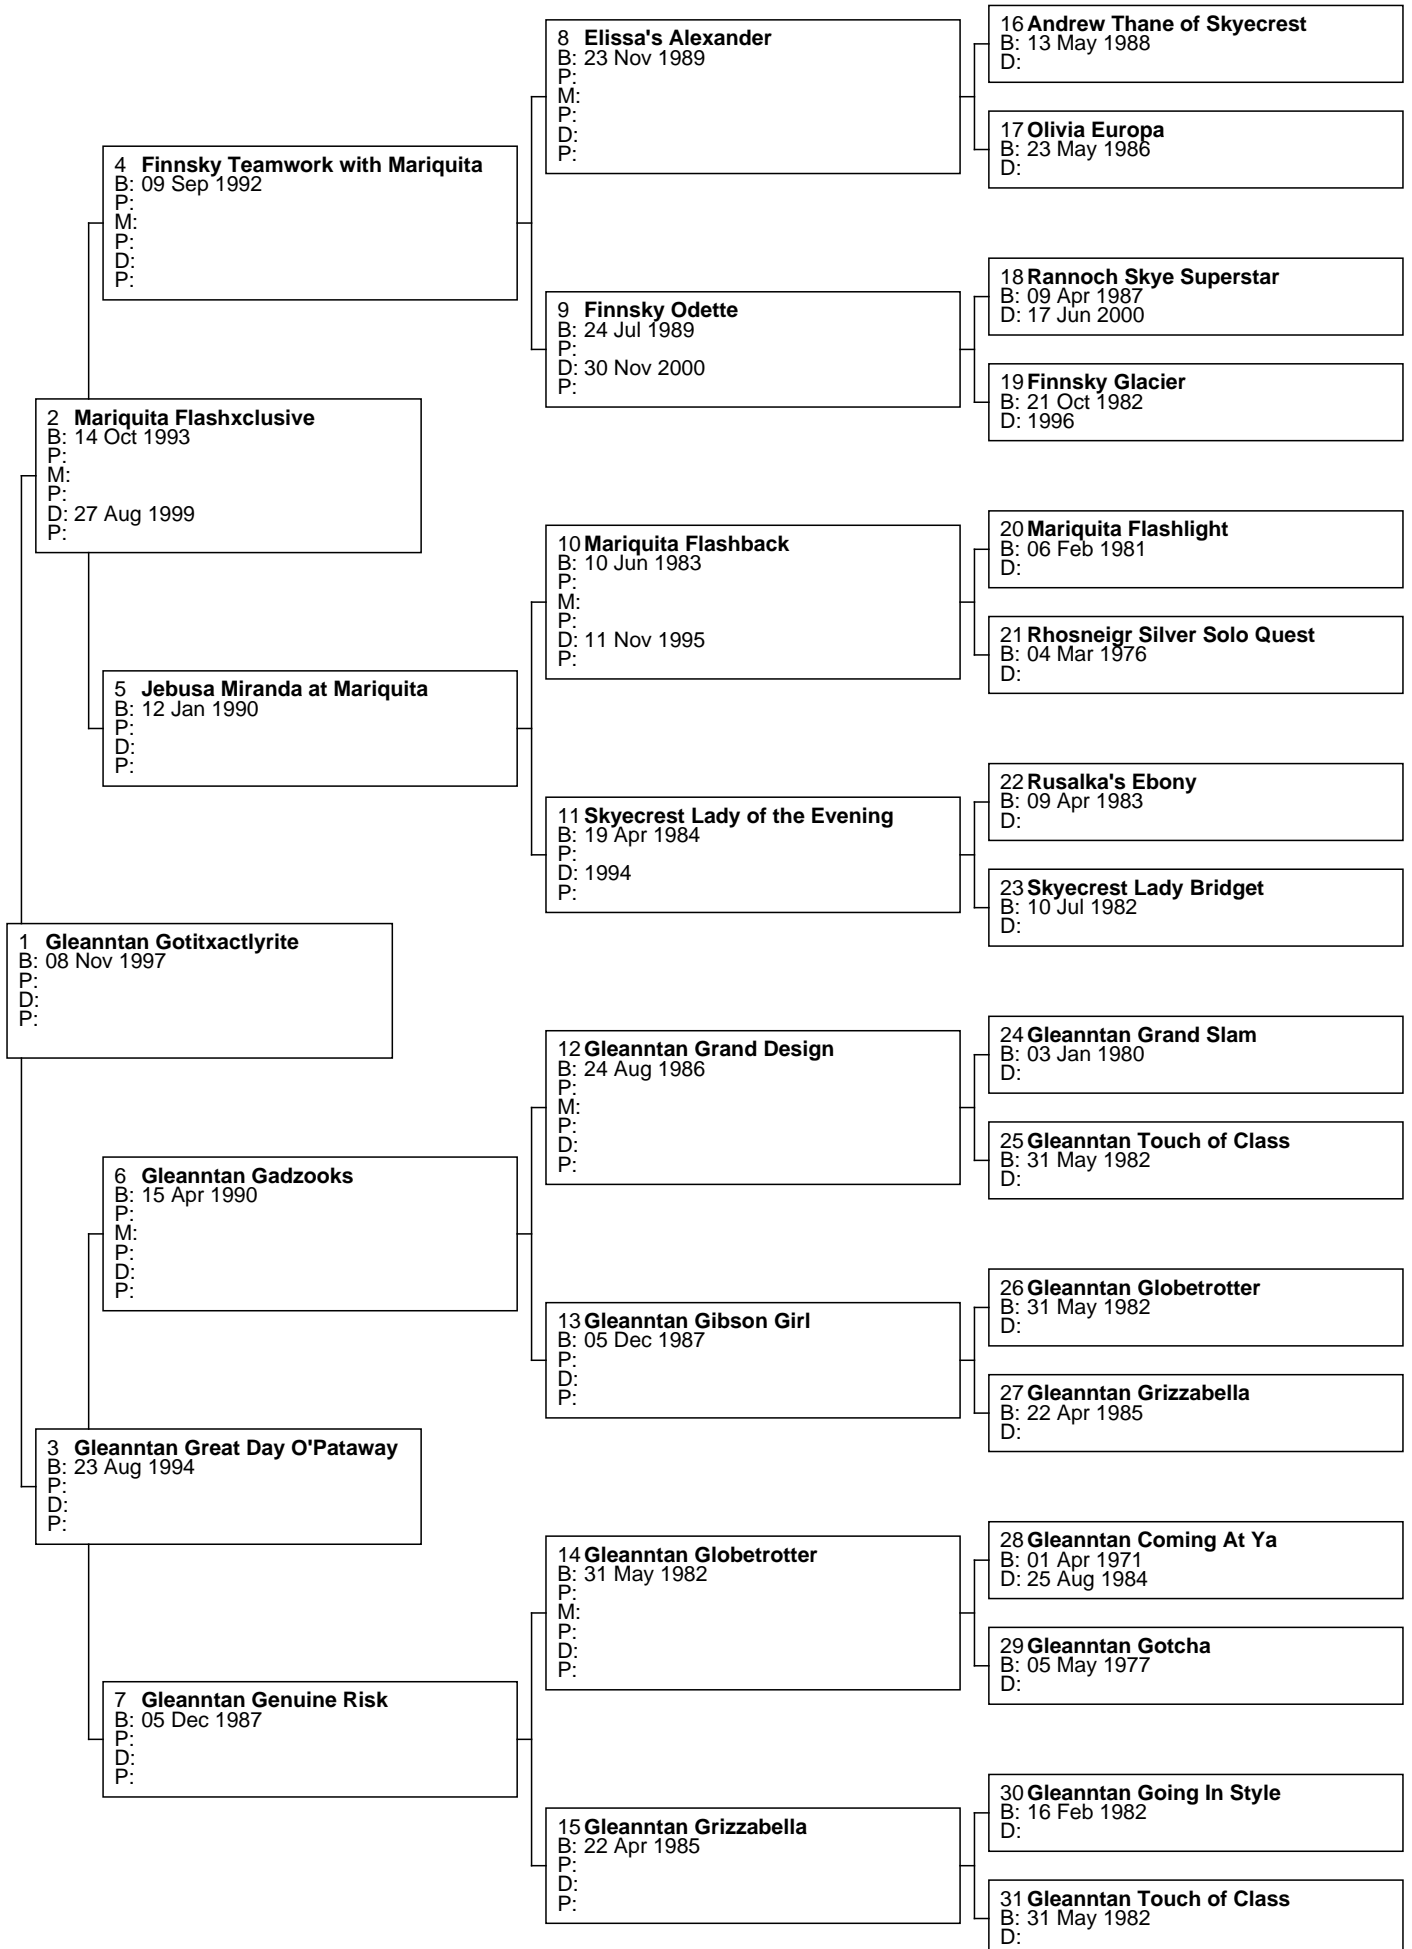 16 Andrew Thane of Skyecrest
B: 13 May 1988
D:
8 Elissa's Alexander
B: 23 Nov 1989
P:
M:
P:
D:
P:
17 Olivia Europa
B: 23 May 1986
D:
4 Finnsky Teamwork with Mariquita
B: 09 Sep 1992
P:
M:
P:
D:
P:
18 Rannoch Skye Superstar
B: 09 Apr 1987
D: 17 Jun 2000
9 Finnsky Odette
B: 24 Jul 1989
P:
D: 30 Nov 2000
P:
19 Finnsky Glacier
B: 21 Oct 1982
D: 1996
2 Mariquita Flashxclusive
B: 14 Oct 1993
P:
M:
P:
D: 27 Aug 1999
P:
20 Mariquita Flashlight
B: 06 Feb 1981
D:
10 Mariquita Flashback
B: 10 Jun 1983
P:
M:
P:
D: 11 Nov 1995
P:
21 Rhosneigr Silver Solo Quest
B: 04 Mar 1976
D:
5 Jebusa Miranda at Mariquita
B: 12 Jan 1990
P:
D:
P:
22 Rusalka's Ebony
B: 09 Apr 1983
D:
11 Skyecrest Lady of the Evening
B: 19 Apr 1984
P:
D: 1994
P:
23 Skyecrest Lady Bridget
B: 10 Jul 1982
D:
1 Gleanntan Gotitxactlyrite
B: 08 Nov 1997
P:
D:
P:
24 Gleanntan Grand Slam
B: 03 Jan 1980
D:
12 Gleanntan Grand Design
B: 24 Aug 1986
P:
M:
P:
D:
P:
25 Gleanntan Touch of Class
B: 31 May 1982
D:
6 Gleanntan Gadzooks
B: 15 Apr 1990
P:
M:
P:
D:
P:
26 Gleanntan Globetrotter
B: 31 May 1982
D:
13 Gleanntan Gibson Girl
B: 05 Dec 1987
P:
D:
P:
27 Gleanntan Grizzabella
B: 22 Apr 1985
D:
3 Gleanntan Great Day O'Pataway
B: 23 Aug 1994
P:
D:
P:
28 Gleanntan Coming At Ya
B: 01 Apr 1971
D: 25 Aug 1984
14 Gleanntan Globetrotter
B: 31 May 1982
P:
M:
P:
D:
P:
29 Gleanntan Gotcha
B: 05 May 1977
D:
7 Gleanntan Genuine Risk
B: 05 Dec 1987
P:
D:
P:
30 Gleanntan Going In Style
B: 16 Feb 1982
D:
15 Gleanntan Grizzabella
B: 22 Apr 1985
P:
D:
P:
31 Gleanntan Touch of Class
B: 31 May 1982
D: